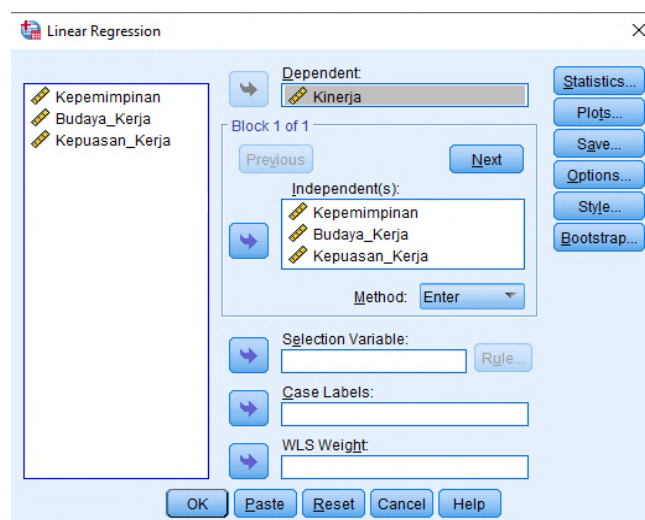 Linear Regression
Kepemimpinan
Budaya_Kerja
Kepuasan_Kerja
Dependent:
Kinerja
Block 1 of 1
Previous
Next
Independent(s):
Kepemimpinan
Budaya_Kerja
Kepuasan_Kerja
Method: Enter
Selection Variable:
Rule...
Case Labels:
WLS Weight:
Statistics...
Plots...
Save...
Options...
Style...
Bootstrap...
OK Paste Reset Cancel Help